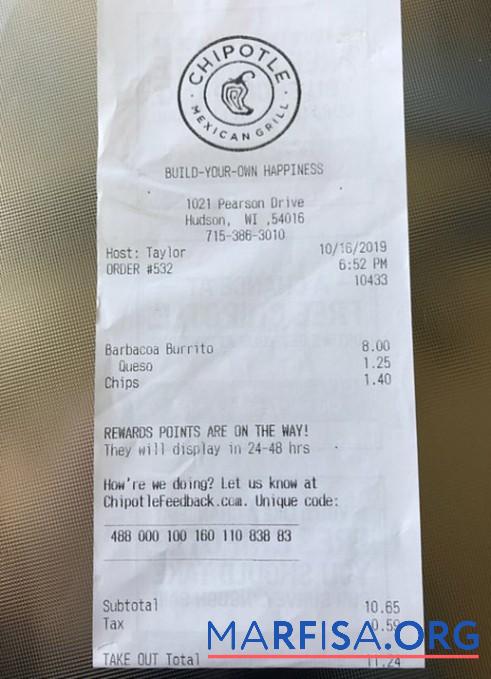 CHIPOTLE
MEXICAN GRILL
BUILD-YOUR-OWN HAPPINESS
1021 Pearson Drive
Hudson, WI ,54016
715-386-3010
Host: Taylor 10/16/2019
ORDER #532 6:52 PM
10433
Barbacoa Burrito 8.00
Queso 1.25
Chips 1.40
REWARDS POINTS ARE ON THE WAY!
They will display in 24-48 hrs
How're we doing? Let us know at
ChipotleFeedback.com. Unique code:
488 000 100 160 110 838 83
Subtotal 10.65
Tax 0.59
MARFISA.ORG
TAKE OUT Total 11.24